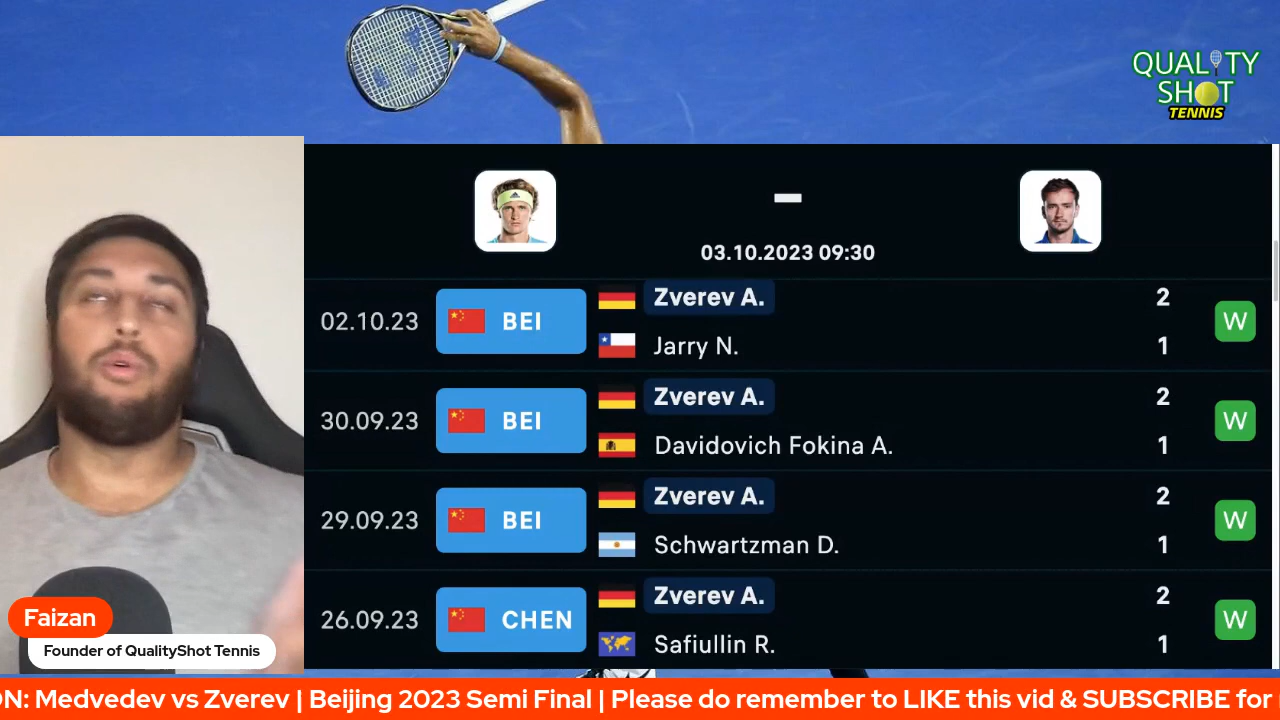 QUALITY
SHOT
TENNIS
03.10.2023 09:30
02.10.23 BEI Zverev A. 2 W
Jarry N. 1
30.09.23 BEI Zverev A. 2 W
Davidovich Fokina A. 1
29.09.23 BEI Zverev A. 2 W
Schwartzman D. 1
26.09.23 CHEN Zverev A. 2 W
Safiullin R. 1
Faizan
Founder of QualityShot Tennis
ON: Medvedev vs Zverev | Beijing 2023 Semi Final | Please do remember to LIKE this vid & SUBSCRIBE for